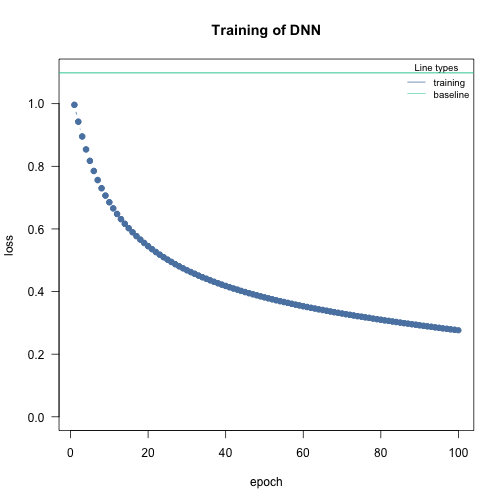 Training of DNN
Line types
training
baseline
loss
1.0
0.8
0.6
0.4
0.2
0.0
0 20 40 60 80 100
epoch